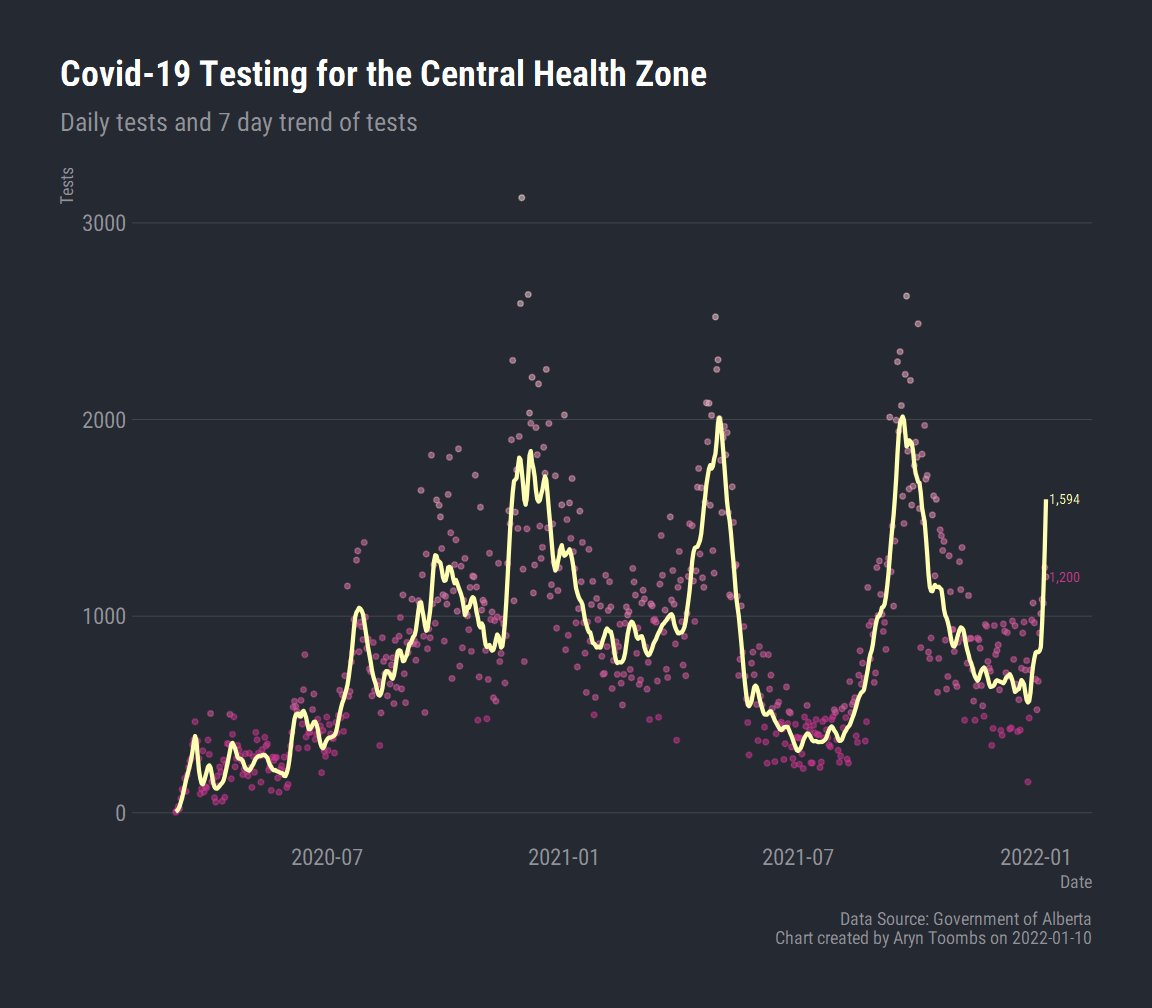 Covid-19 Testing for the Central Health Zone
Daily tests and 7 day trend of tests
Tests
3000
2000
1,594
1,200
1000
0
2020-07
2021-01
2021-07
2022-01
Date
Data Source: Government of Alberta
Chart created by Aryn Toombs on 2022-01-10